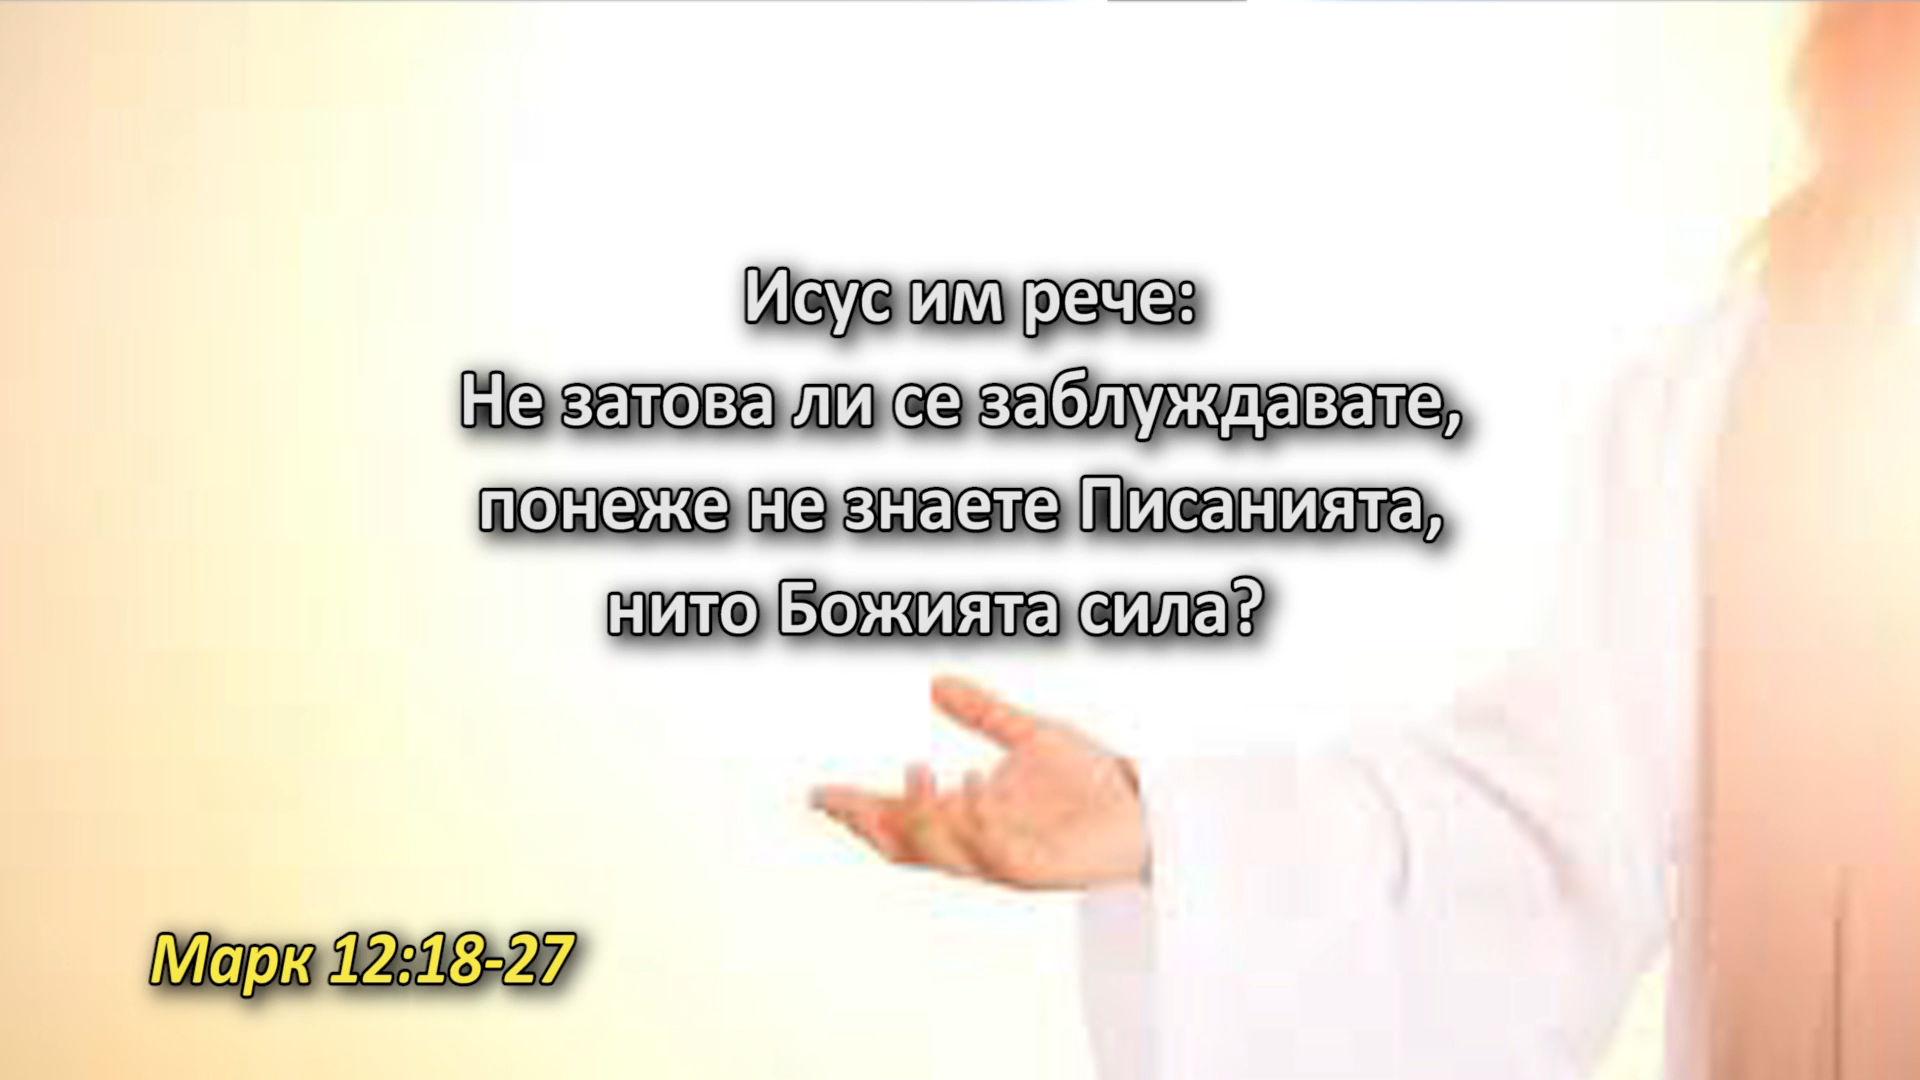 Исус им рече:
Не затова ли се заблуждавате,
понеже не знаете Писанията,
нито Божията сила?
Марк 12:18-27